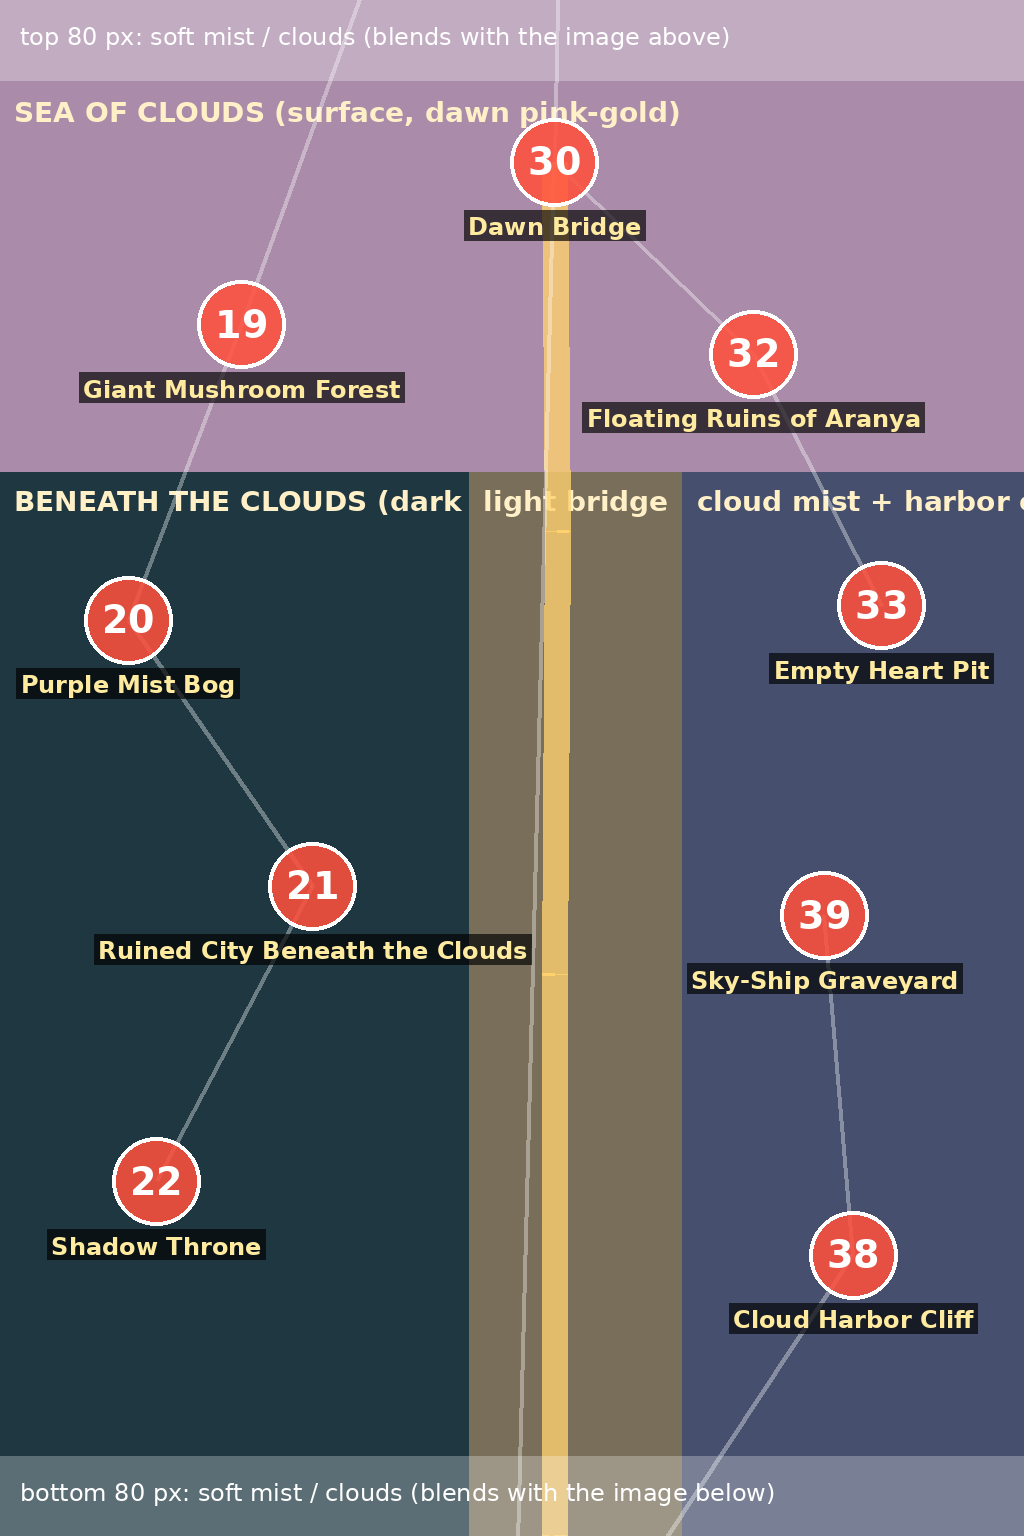 top 80 px: soft mist / clouds (blends with the image above)
SEA OF CLOUDS (surface, dawn pink-gold)
30
Dawn Bridge
19
Giant Mushroom Forest
32
Floating Ruins of Aranya
BENEATH THE CLOUDS (dark
light bridge
cloud mist + harbor c
20
Purple Mist Bog
33
Empty Heart Pit
21
Ruined City Beneath the Clouds
39
Sky-Ship Graveyard
22
Shadow Throne
38
Cloud Harbor Cliff
bottom 80 px: soft mist / clouds (blends with the image below)